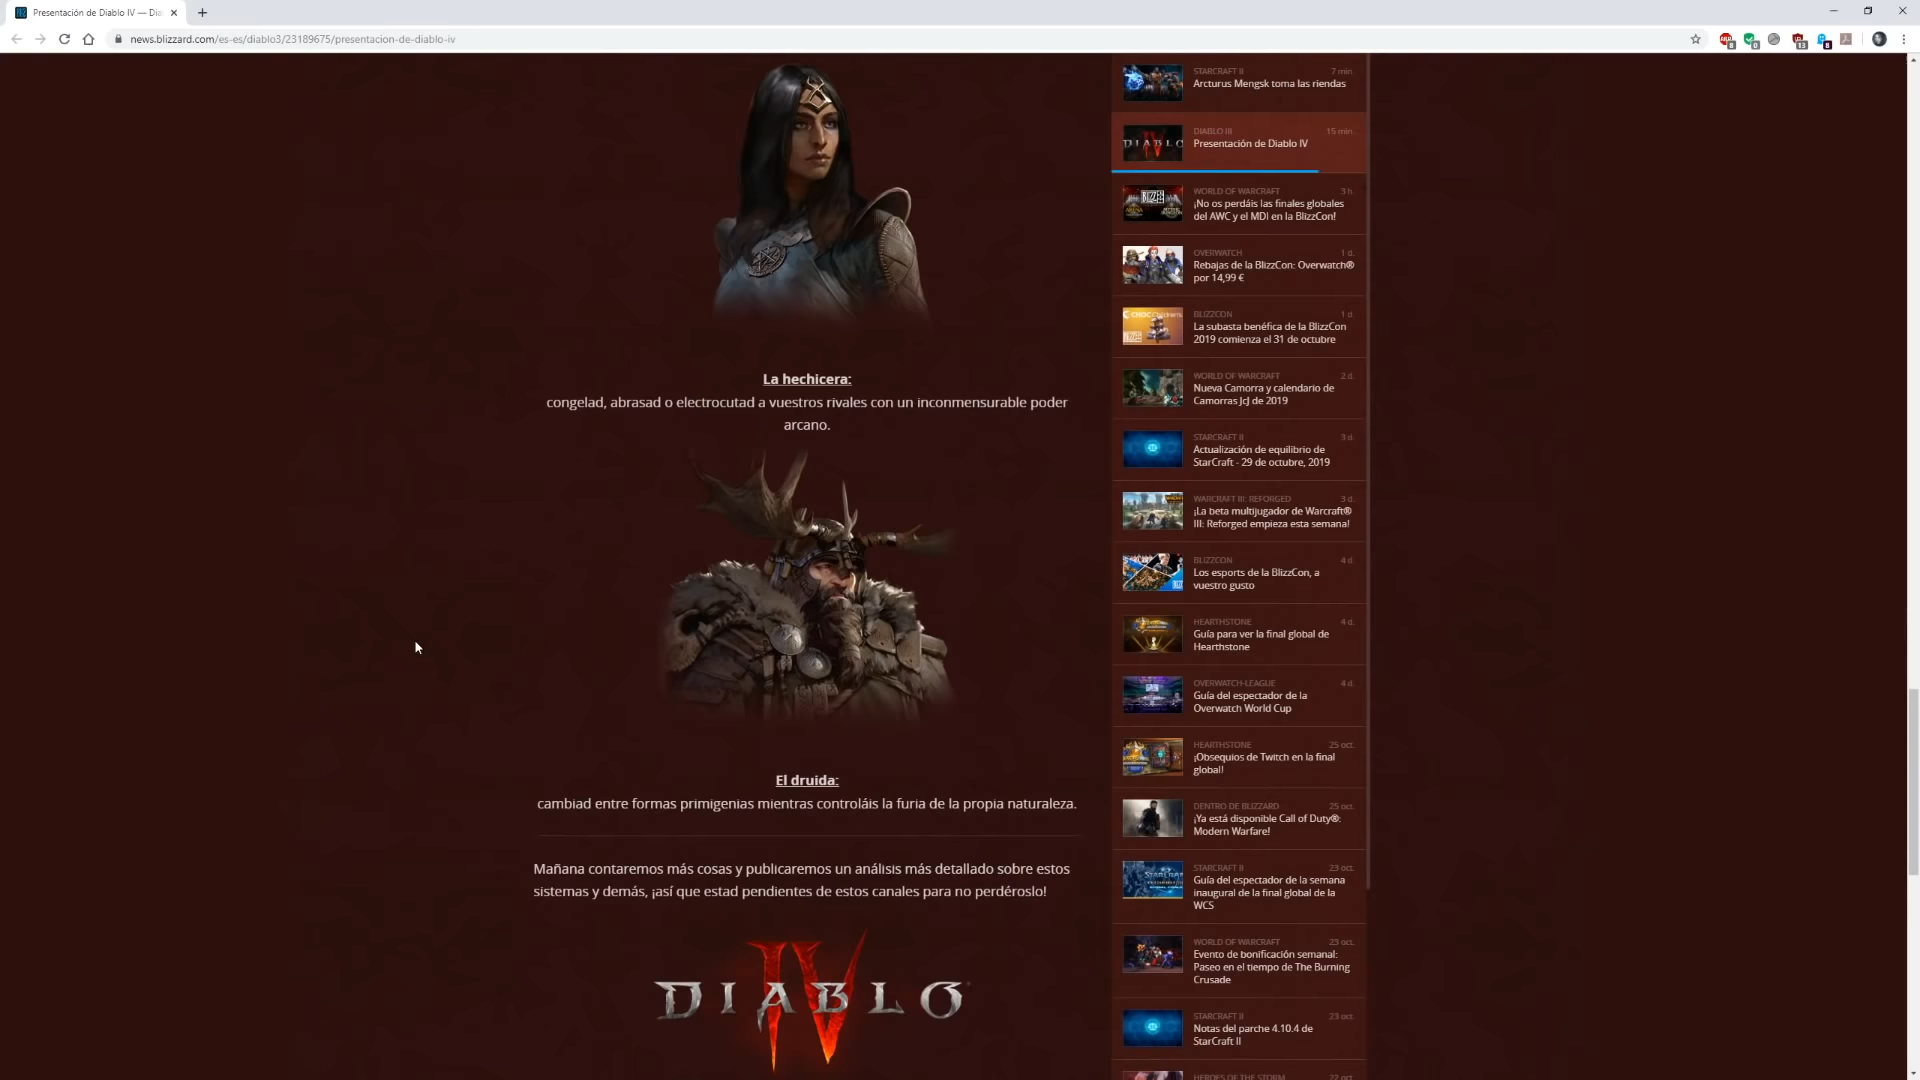 Presentación de Diablo IV — Dia
news.blizzard.com/es-es/diablo3/23189675/presentacion-de-diablo-iv
8
0
13
8
La hechicera:
congelad, abrasad o electrocutad a vuestros rivales con un inconmensurable poder
arcano.
El druida:
cambiad entre formas primigenias mientras controláis la furia de la propia naturaleza.
Mañana contaremos más cosas y publicaremos un análisis más detallado sobre estos
sistemas y demás, ¡así que estad pendientes de estos canales para no perdéroslo!
DIABLO
IV
STARCRAFT II 7 min.
Arcturus Mengsk toma las riendas
DIABLO IV
DIABLO III 15 min.
Presentación de Diablo IV
WORLD OF WARCRAFT 3 h.
¡No os perdáis las finales globales
del AWC y el MDI en la BlizzCon!
OVERWATCH 1 d.
Rebajas de la BlizzCon: Overwatch®
por 14,99 €
BLIZZCON 1 d.
La subasta benéfica de la BlizzCon
2019 comienza el 31 de octubre
WORLD OF WARCRAFT 2 d.
Nueva Camorra y calendario de
Camorras JcJ de 2019
STARCRAFT II 3 d.
Actualización de equilibrio de
StarCraft - 29 de octubre, 2019
WARCRAFT III: REFORGED 3 d.
¡La beta multijugador de Warcraft®
III: Reforged empieza esta semana!
BLIZZCON 4 d.
Los esports de la BlizzCon, a
vuestro gusto
HEARTHSTONE 4 d.
Guía para ver la final global de
Hearthstone
OVERWATCH-LEAGUE 4 d.
Guía del espectador de la
Overwatch World Cup
HEARTHSTONE 25 oct.
¡Obsequios de Twitch en la final
global!
DENTRO DE BLIZZARD 25 oct.
¡Ya está disponible Call of Duty®:
Modern Warfare!
STARCRAFT II 23 oct.
Guía del espectador de la semana
inaugural de la final global de la
WCS
WORLD OF WARCRAFT 23 oct.
Evento de bonificación semanal:
Paseo en el tiempo de The Burning
Crusade
STARCRAFT II 23 oct.
Notas del parche 4.10.4 de
StarCraft II
HEROES OF THE STORM 22 oct.